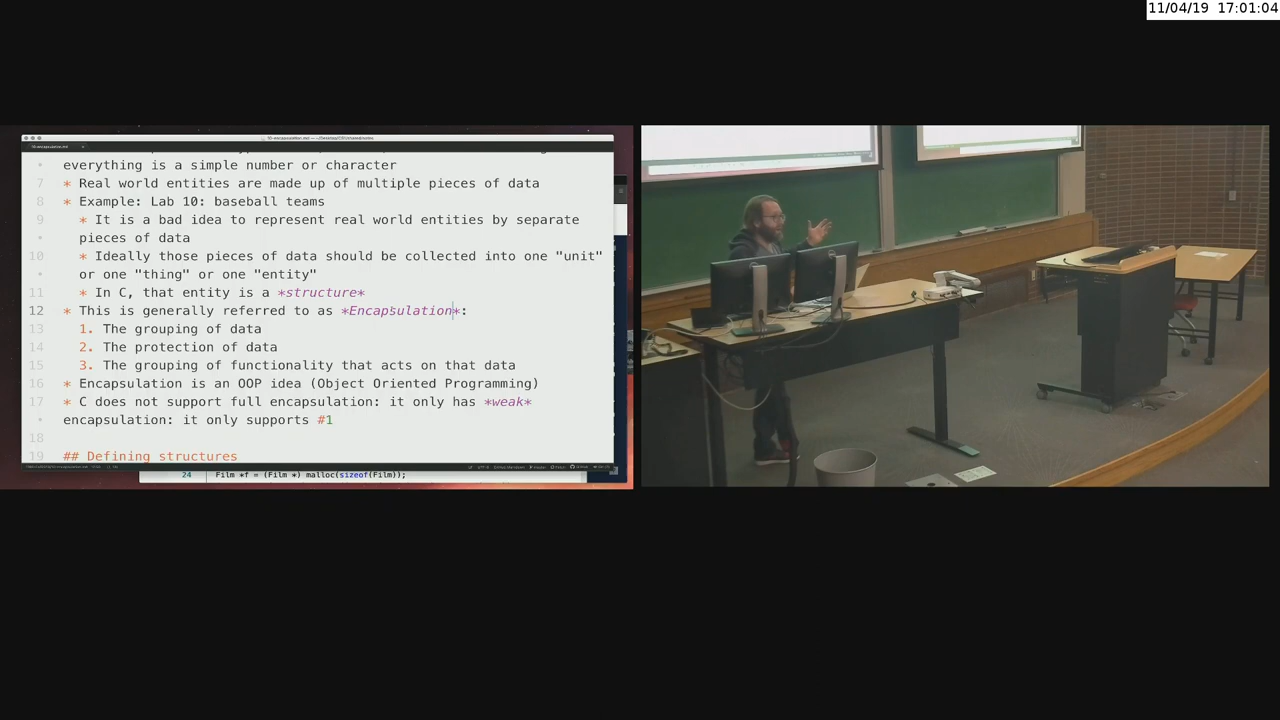 11/04/19 17:01:04
everything is a simple number or character
7 * Real world entities are made up of multiple pieces of data
8 * Example: Lab 10: baseball teams
9 * It is a bad idea to represent real world entities by separate
pieces of data
10 * Ideally those pieces of data should be collected into one "unit"
or one "thing" or one "entity"
11 * In C, that entity is a *structure*
12 * This is generally referred to as *Encapsulation*:
13 1. The grouping of data
14 2. The protection of data
15 3. The grouping of functionality that acts on that data
16 * Encapsulation is an OOP idea (Object Oriented Programming)
17 * C does not support full encapsulation: it only has *weak*
encapsulation: it only supports #1
18
19 ## Defining structures
24 Film *f = (Film *) malloc(sizeof(Film));